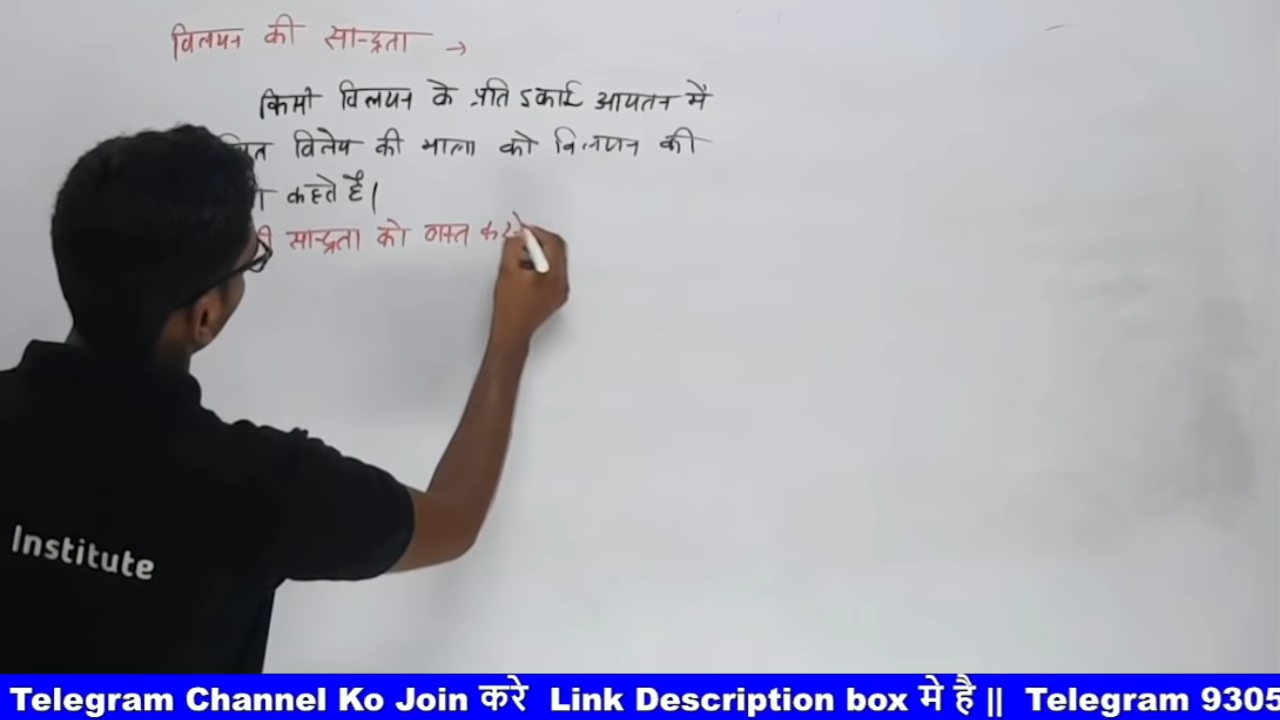 विलयन की सान्द्रता →
किसी विलयन के प्रति इकाई आयतन में
विलेय की मात्रा को विलयन की
कहते है।
की सान्द्रता को व्यक्त करने
Institute
Telegram Channel Ko Join करे Link Description box मे है || Telegram 9305